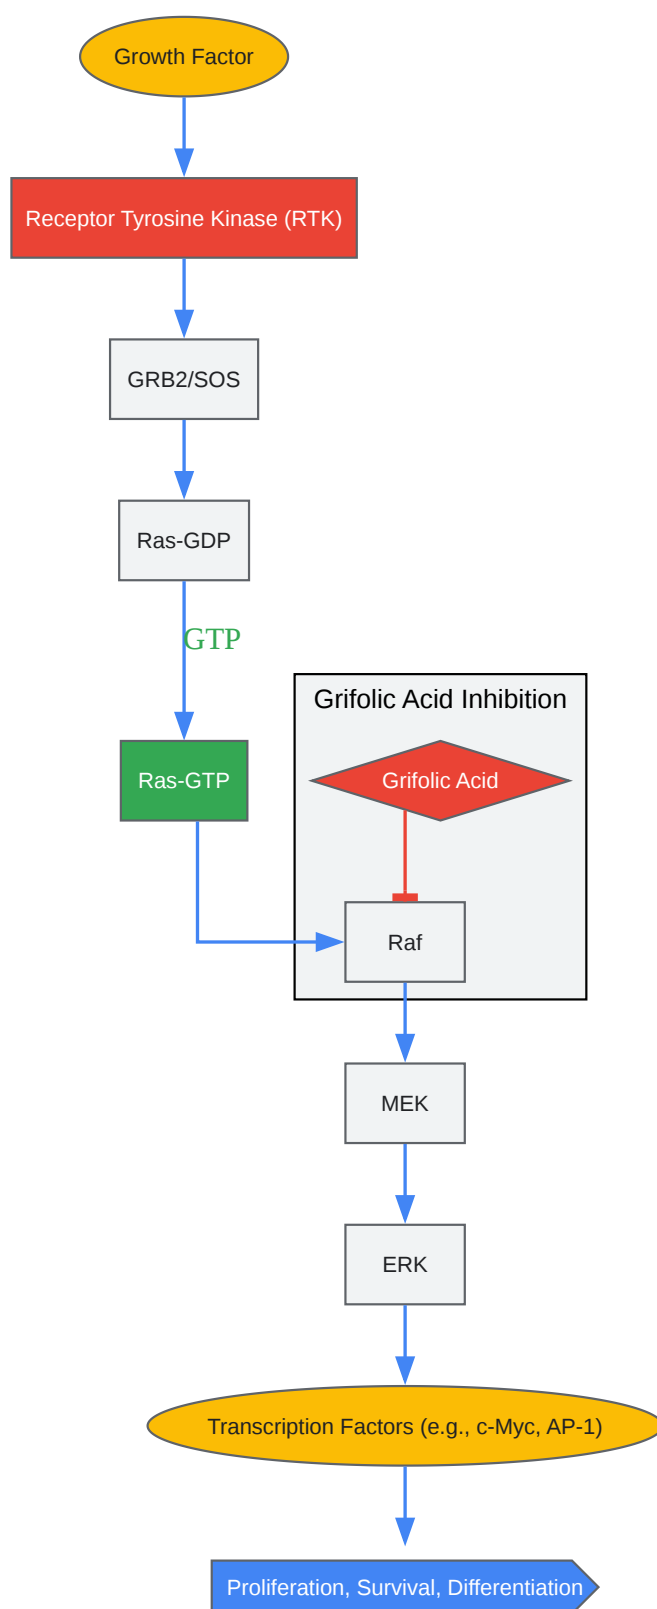 Growth Factor
Receptor Tyrosine Kinase (RTK)
GRB2/SOS
Ras-GDP
GTP
Grifolic Acid Inhibition
Ras-GTP
Grifolic Acid
Raf
MEK
ERK
Transcription Factors (e.g., c-Myc, AP-1)
Proliferation, Survival, Differentiation